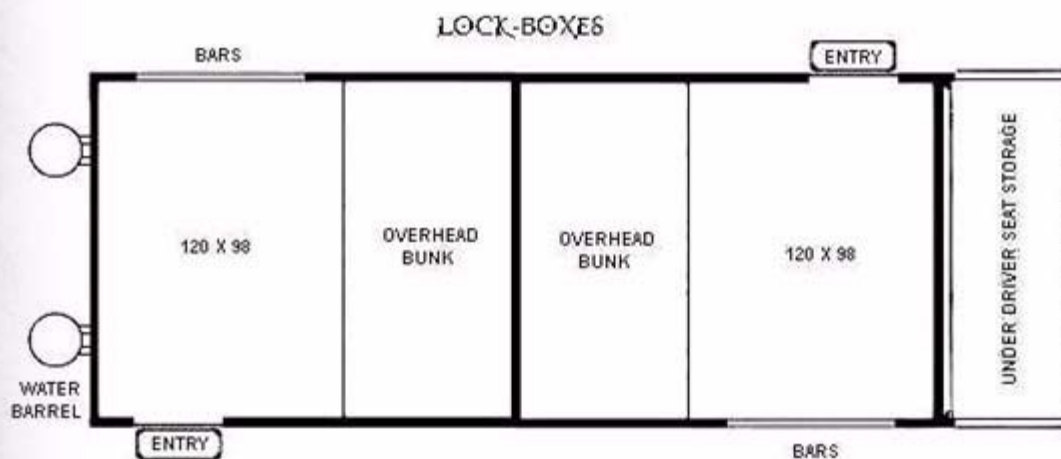 LOCK-BOXES
BARS
ENTRY
120 X 98
OVERHEAD
BUNK
OVERHEAD
BUNK
120 X 98
UNDER DRIVER SEAT STORAGE
WATER
BARREL
ENTRY
BARS